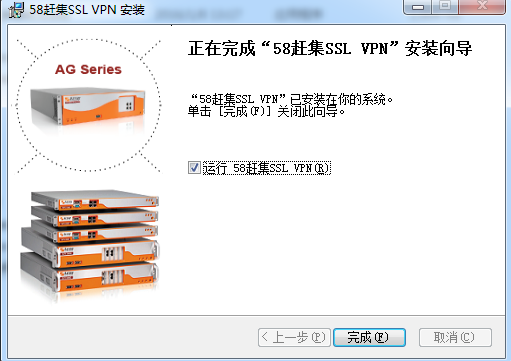 58赶集SSL VPN 安装
AG Series
正在完成“58赶集SSL VPN”安装向导
“58赶集SSL VPN”已安装在你的系统。
单击 [完成(F)] 关闭此向导。
运行 58赶集SSL VPN(R)
< 上一步(P)
完成(F)
取消(C)